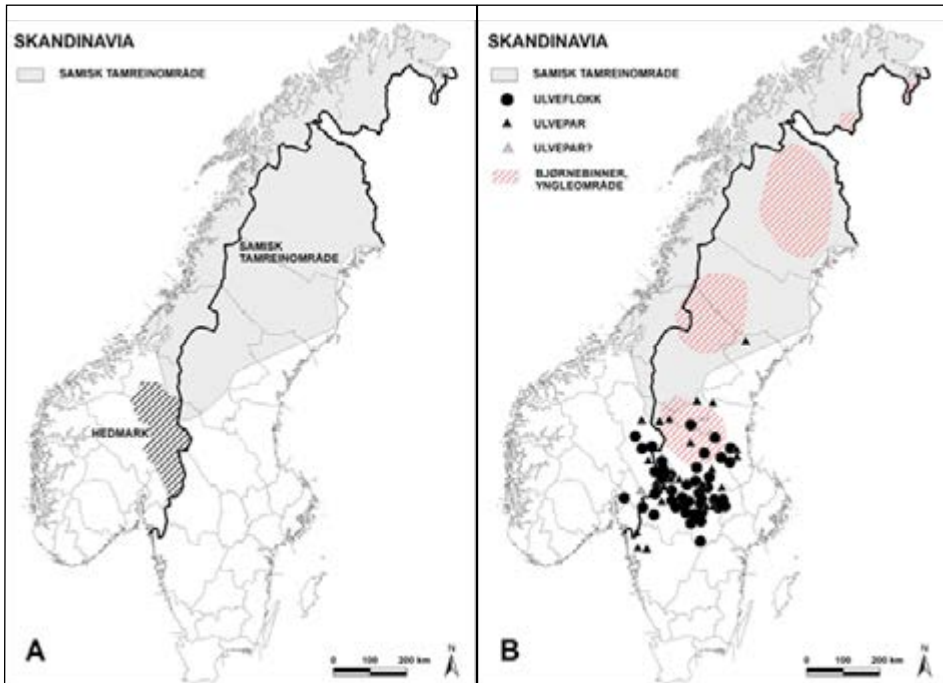 SKANDINAVIA
SAMISK TAMREINOMRÅDE
SAMISK
TAMREINOMRÅDE
HEDMARK
A
0 100 200 km
N
SKANDINAVIA
SAMISK TAMREINOMRÅDE
ULVEFLOKK
ULVEPAR
ULVEPAR?
BJØRNEBINNER,
YNGLEOMRÅDE
B
0 100 200 km
N